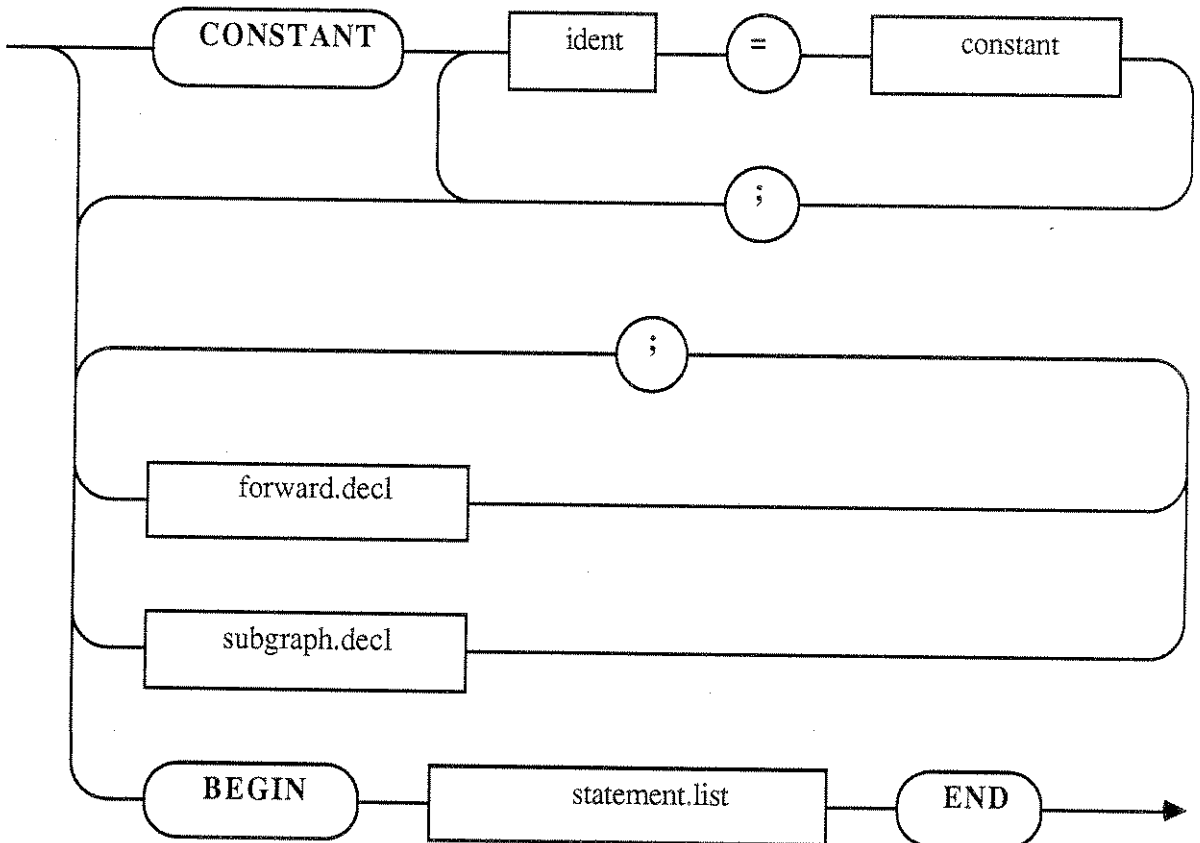 CONSTANT ident = constant
;
;
forward.decl
subgraph.decl
BEGIN statement.list END